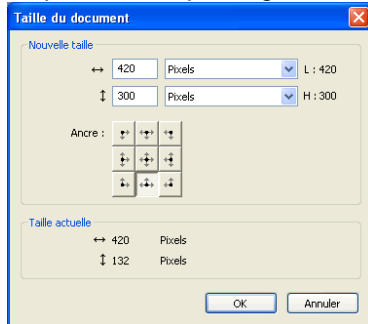 Taille du document
Nouvelle taille
420 Pixels L : 420
300 Pixels H : 300
Ancre :
Taille actuelle
420 Pixels
132 Pixels
OK Annuler